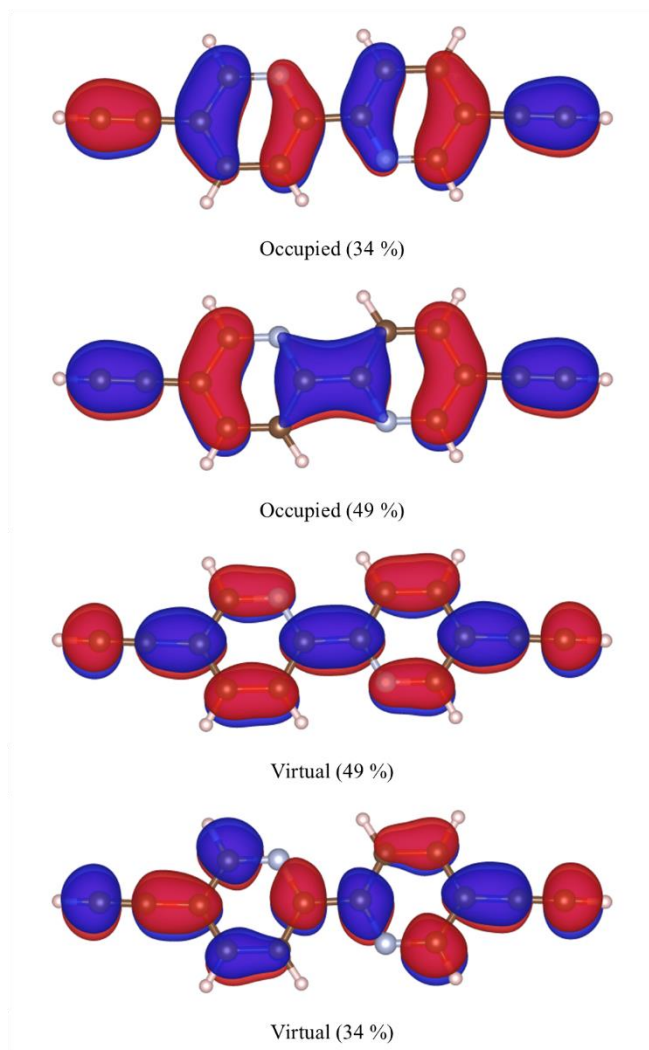 Occupied (34 %)
Occupied (49 %)
Virtual (49 %)
Virtual (34 %)